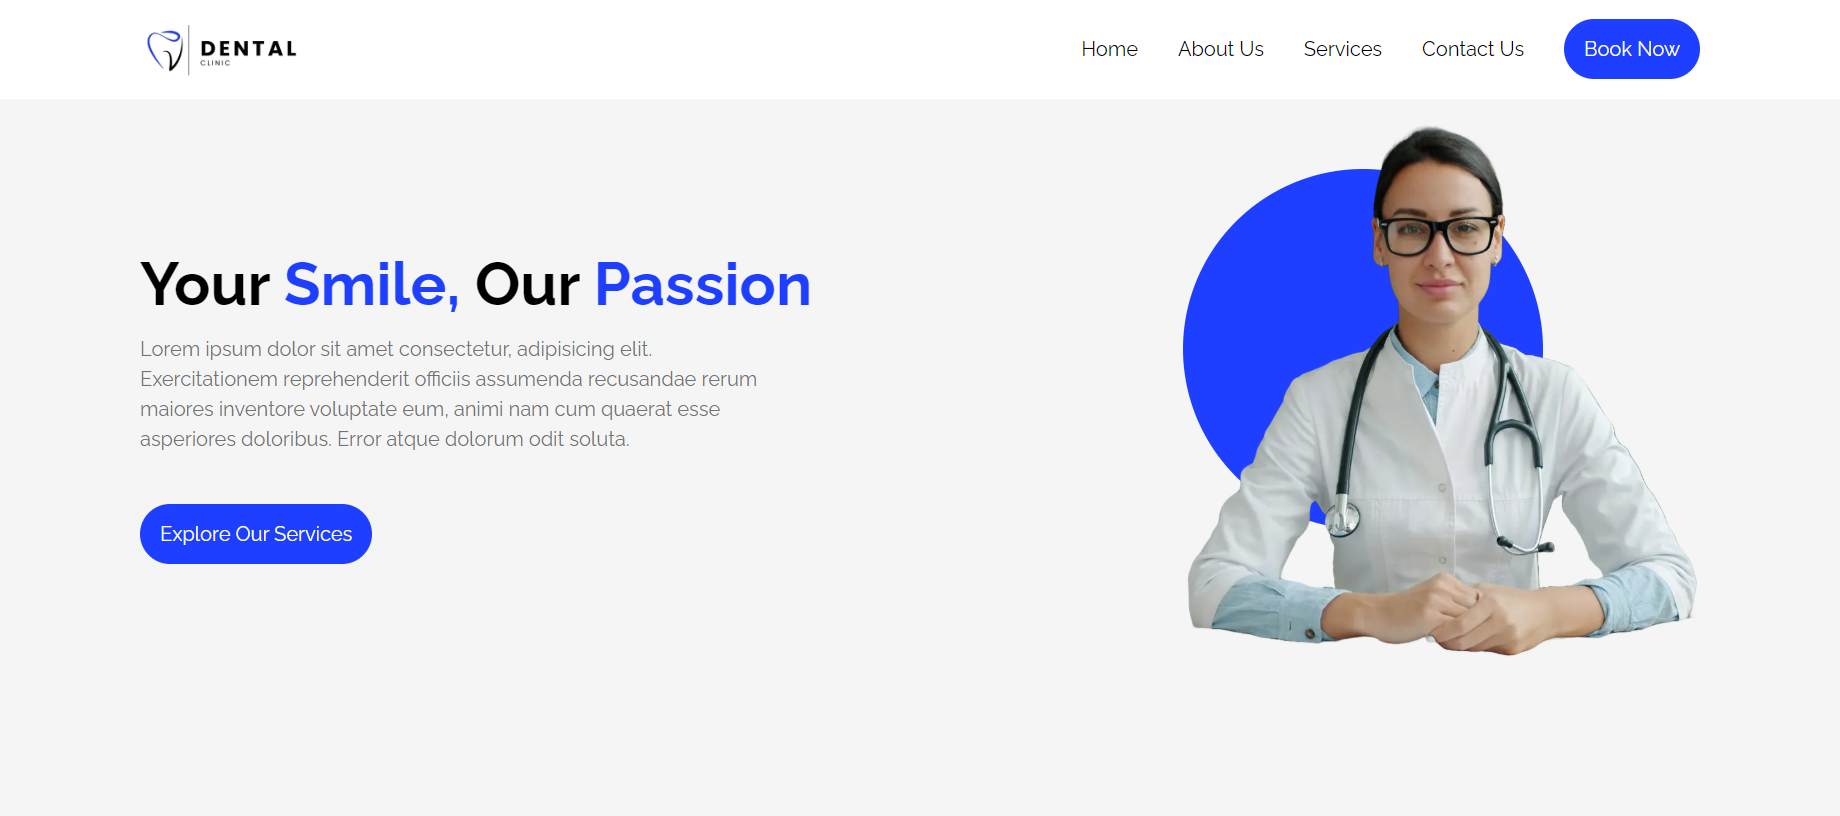 DENTAL
CLINIC
Home About Us Services Contact Us Book Now
Your Smile, Our Passion
Lorem ipsum dolor sit amet consectetur, adipisicing elit.
Exercitationem reprehenderit officiis assumenda recusandae rerum
maiores inventore voluptate eum, animi nam cum quaerat esse
asperiores doloribus. Error atque dolorum odit soluta.
Explore Our Services